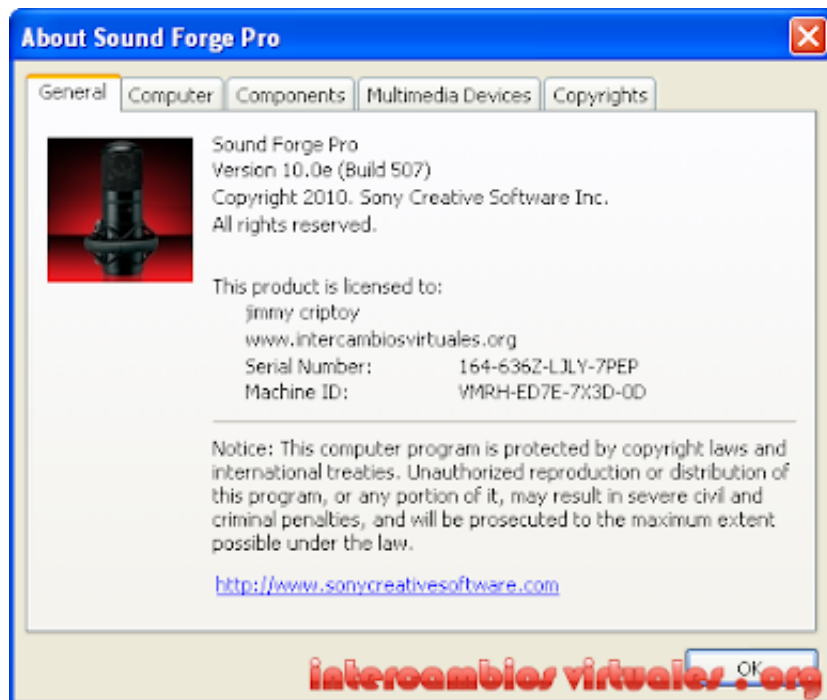 About Sound Forge Pro
General Computer Components Multimedia Devices Copyrights
Sound Forge Pro
Version 10.0e (Build 507)
Copyright 2010. Sony Creative Software Inc.
All rights reserved.
This product is licensed to:
jimmy criptoy
www.intercambiosvirtuales.org
Serial Number: 164-636Z-LJLY-7PEP
Machine ID: VMRH-ED7E-7X3D-0D
Notice: This computer program is protected by copyright laws and
international treaties. Unauthorized reproduction or distribution of
this program, or any portion of it, may result in severe civil and
criminal penalties, and will be prosecuted to the maximum extent
possible under the law.
http://www.sonycreativesoftware.com
OK
intercambios virtuales.org